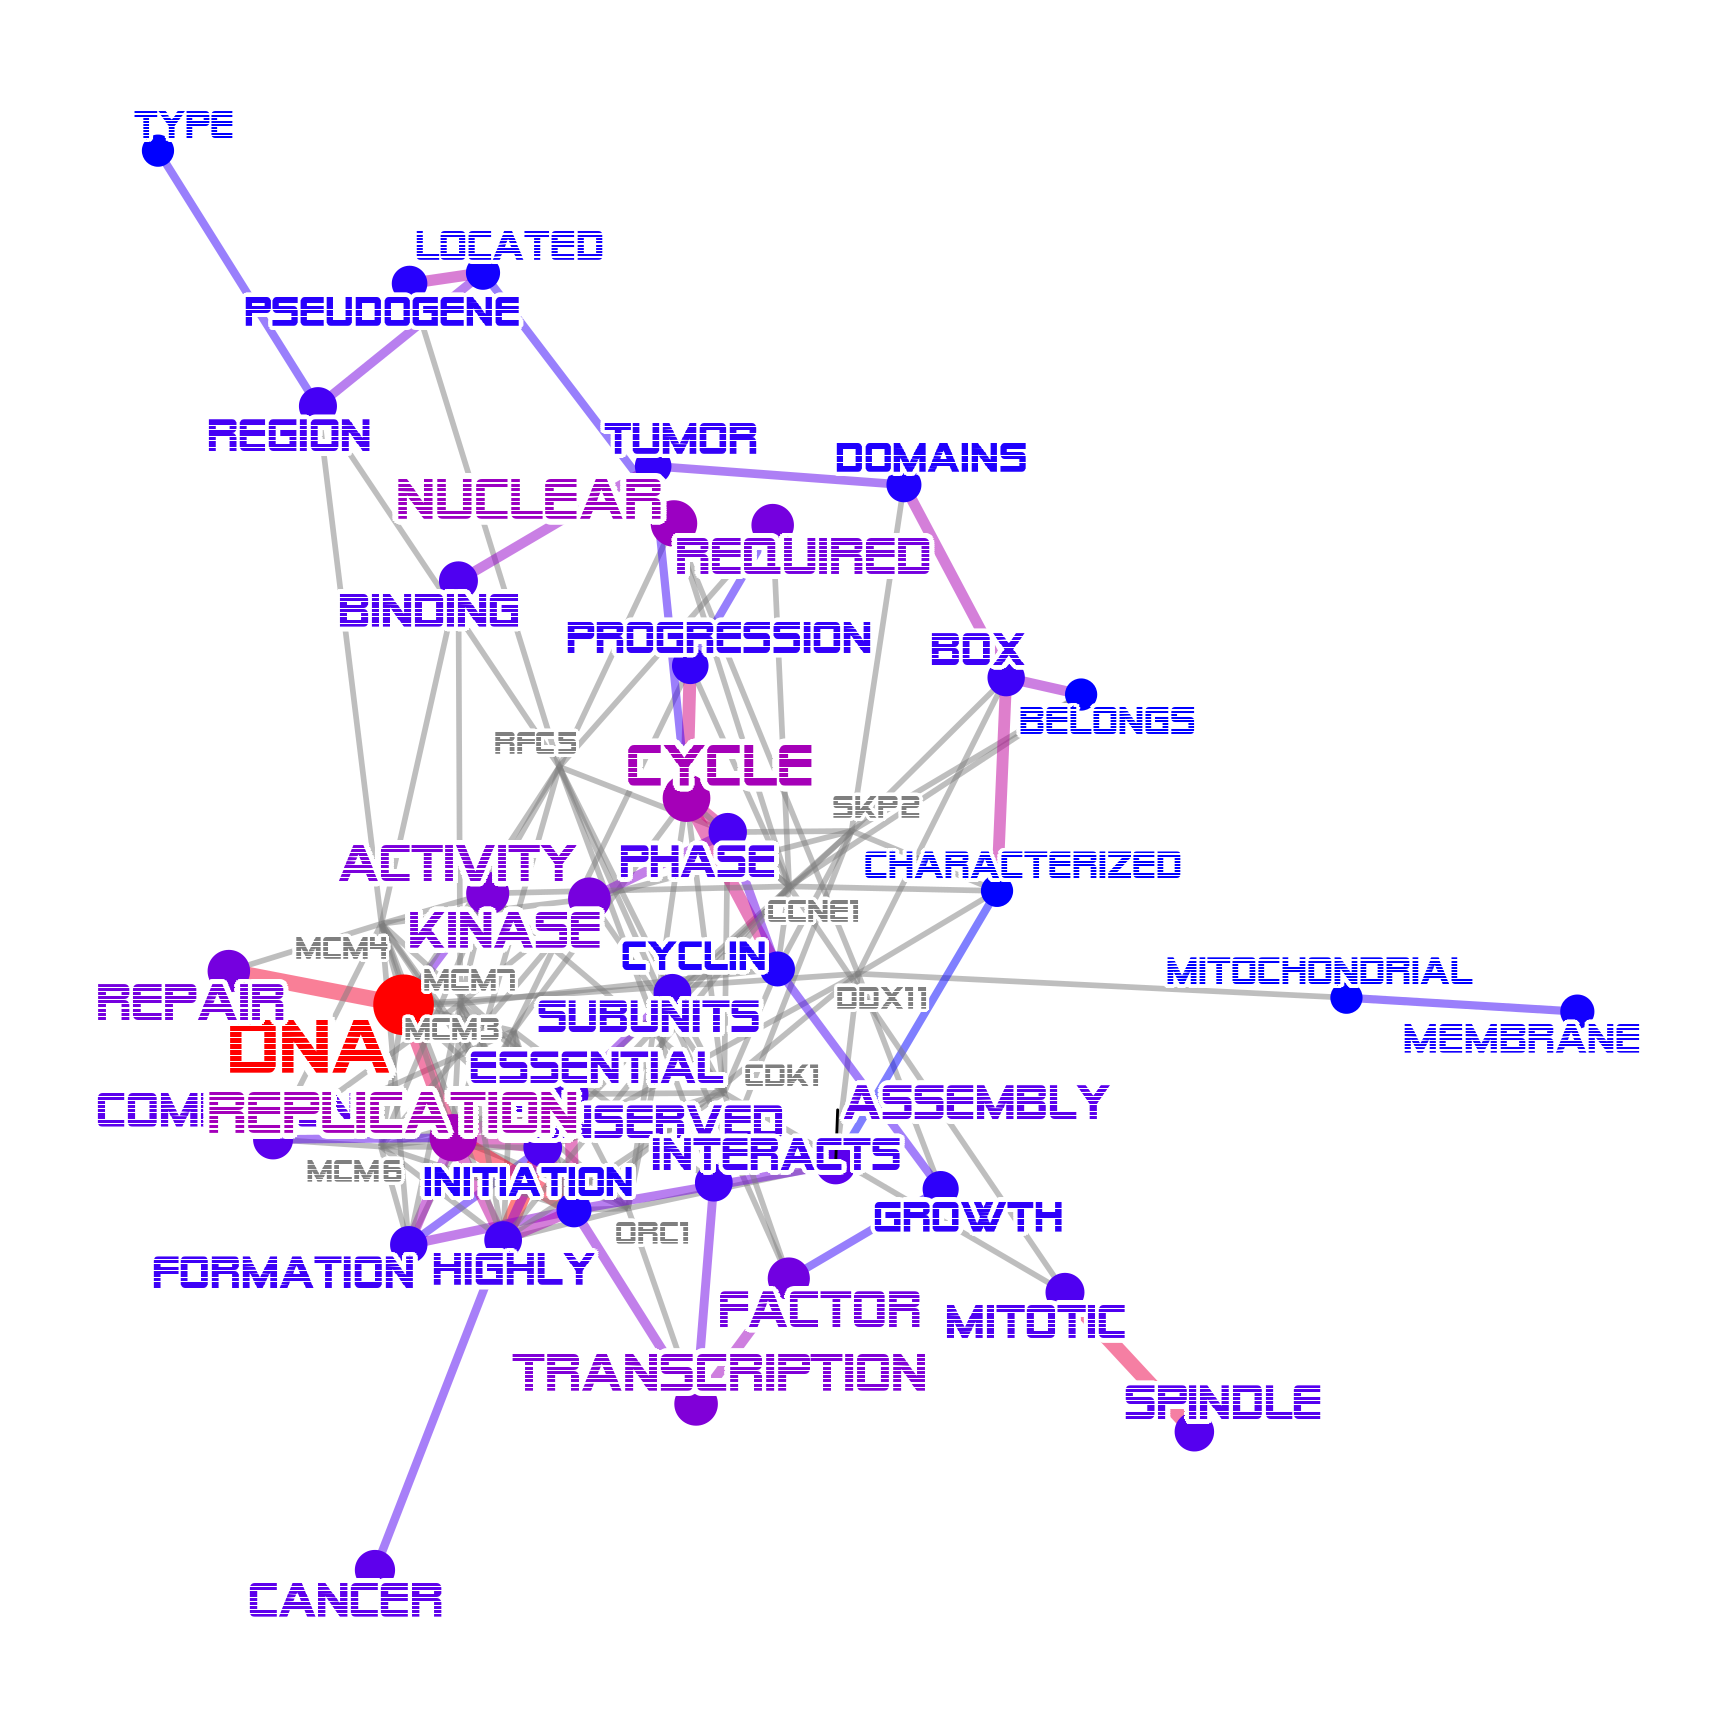 TYPE
LOCATED
PSEUDOGENE
REGION
TUMOR
DOMAINS
NUCLEAR
REQUIRED
BINDING
PROGRESSION
BOX
BELONGS
RFC5
CYCLE
SKP2
ACTIVITY
PHASE
CHARACTERIZED
CCNE1
KINASE
MCM4
CYCLIN
MCM7
MITOCHONDRIAL
REPAIR
DDX11
SUBUNITS
MCM3
DNA
MEMBRANE
ESSENTIAL
CDK1
ASSEMBLY
REPLICATION
INTERACTS
MCM6
INITIATION
GROWTH
ORC1
FORMATION
HIGHLY
FACTOR
MITOTIC
TRANSCRIPTION
SPINDLE
CANCER